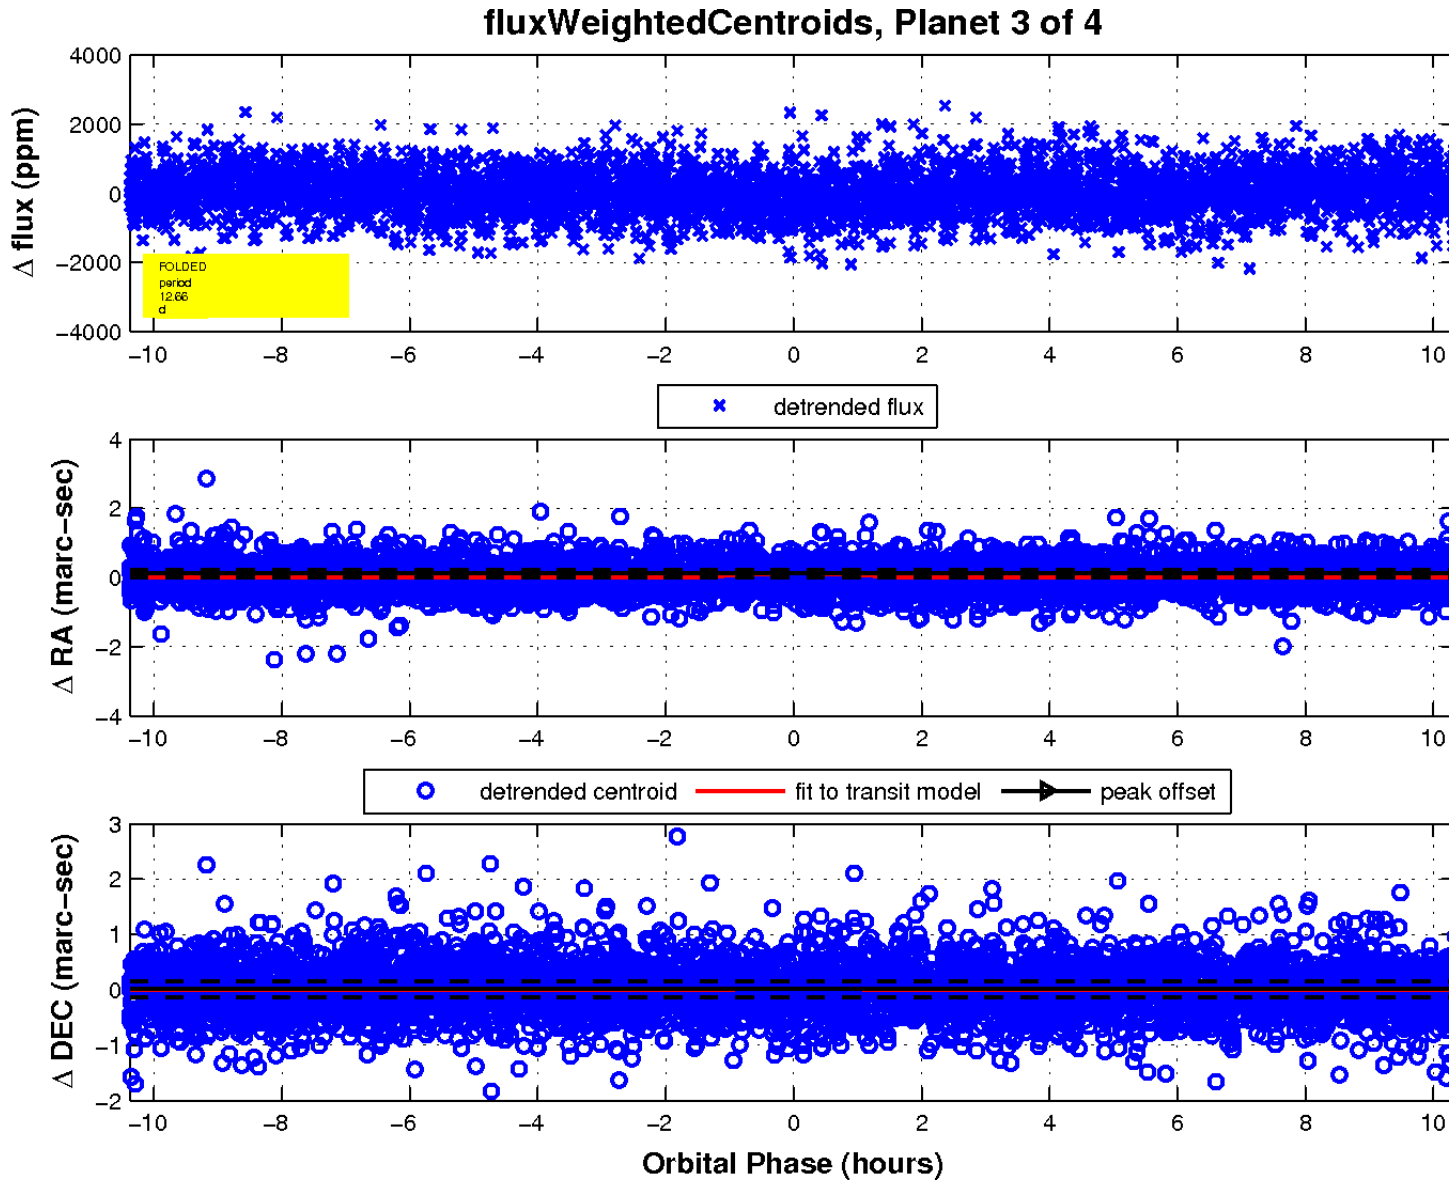 fluxWeightedCentroids, Planet 3 of 4
Δ flux (ppm)
4000
2000
0
−2000
−4000
FOLDED
period
12.66
d
−10 −8 −6 −4 −2 0 2 4 6 8 10
detrended flux
Δ RA (marc−sec)
4
2
0
−2
−4
−10 −8 −6 −4 −2 0 2 4 6 8 10
detrended centroid fit to transit model peak offset
Δ DEC (marc−sec)
3
2
1
0
−1
−2
−10 −8 −6 −4 −2 0 2 4 6 8 10
Orbital Phase (hours)